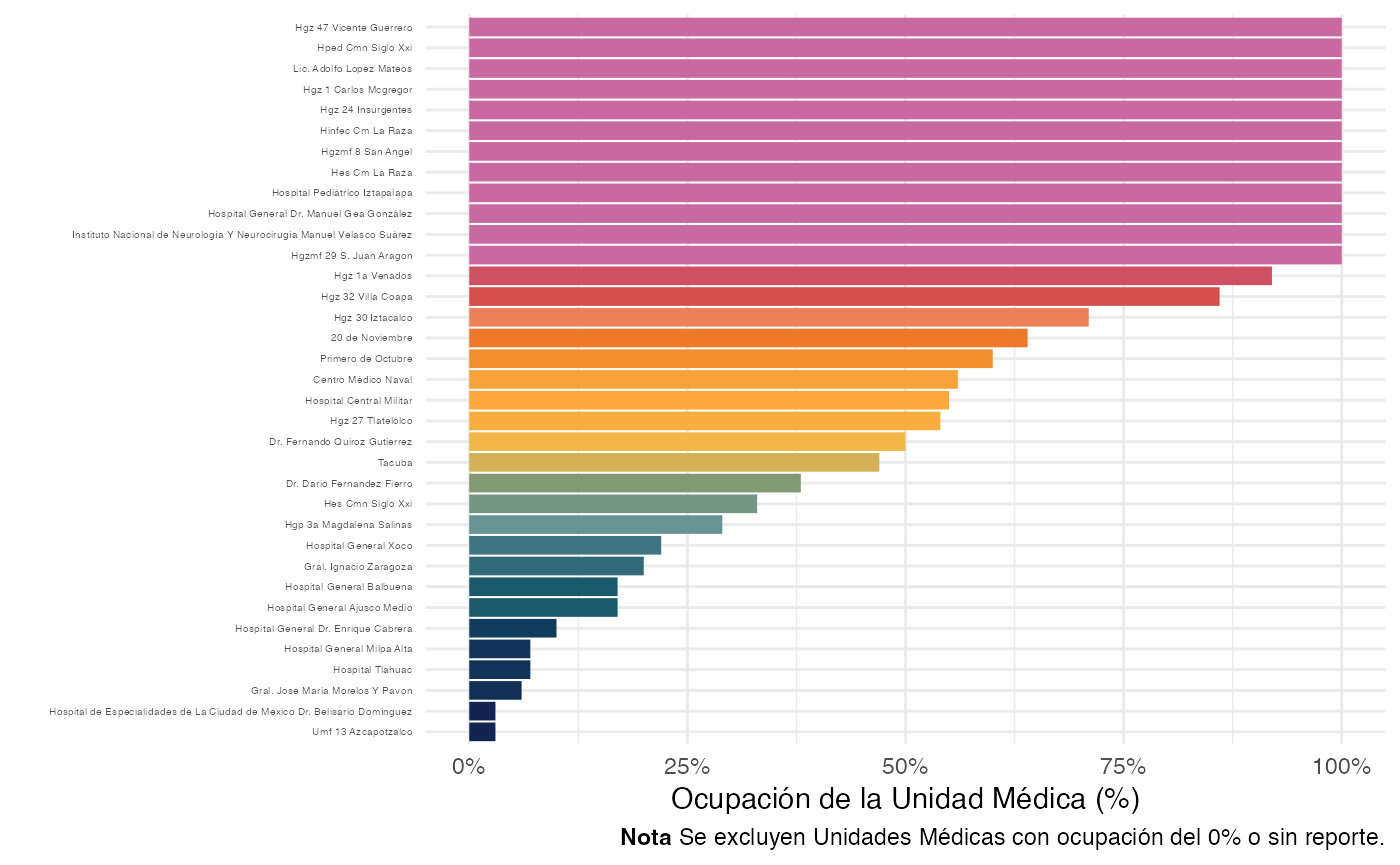 Hgz 47 Vicente Guerrero
Hped Cmn Siglo Xxi
Lic. Adolfo Lopez Mateos
Hgz 1 Carlos Mcgregor
Hgz 24 Insurgentes
Hinfec Cm La Raza
Hgzmf 8 San Angel
Hes Cm La Raza
Hospital Pediátrico Iztapalapa
Hospital General Dr. Manuel Gea González
Instituto Nacional de Neurología Y Neurocirugía Manuel Velasco Suárez
Hgzmf 29 S. Juan Aragon
Hgz 1a Venados
Hgz 32 Villa Coapa
Hgz 30 Iztacalco
20 de Noviembre
Primero de Octubre
Centro Médico Naval
Hospital Central Militar
Hgz 27 Tlatelolco
Dr. Fernando Quiroz Gutierrez
Tacuba
Dr. Dario Fernandez Fierro
Hes Cmn Siglo Xxi
Hgp 3a Magdalena Salinas
Hospital General Xoco
Gral. Ignacio Zaragoza
Hospital General Balbuena
Hospital General Ajusco Medio
Hospital General Dr. Enrique Cabrera
Hospital General Milpa Alta
Hospital Tlahuac
Gral. Jose Maria Morelos Y Pavon
Hospital de Especialidades de La Ciudad de Mexico Dr. Belisario Dominguez
Umf 13 Azcapotzalco
0% 25% 50% 75% 100%
Ocupación de la Unidad Médica (%)
Nota Se excluyen Unidades Médicas con ocupación del 0% o sin reporte.